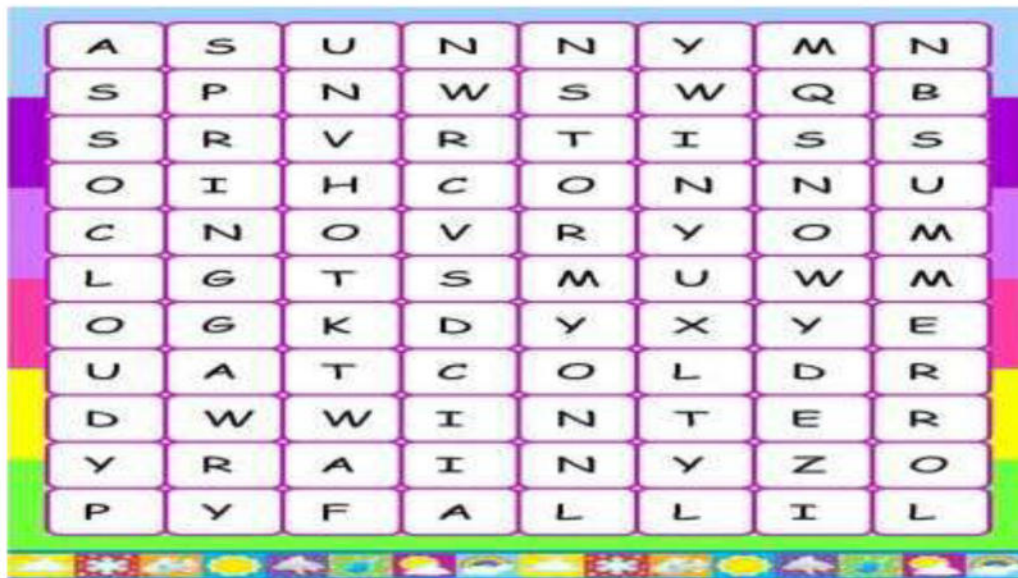 A S U N N Y M N
S P N W S W Q B
S R V R T I S S
O I H C O N N U
C N O V R Y O M
L G T S M U W M
O G K D Y X Y E
U A T C O L D R
D W W I N T E R
Y R A I N Y Z O
P Y F A L L I L